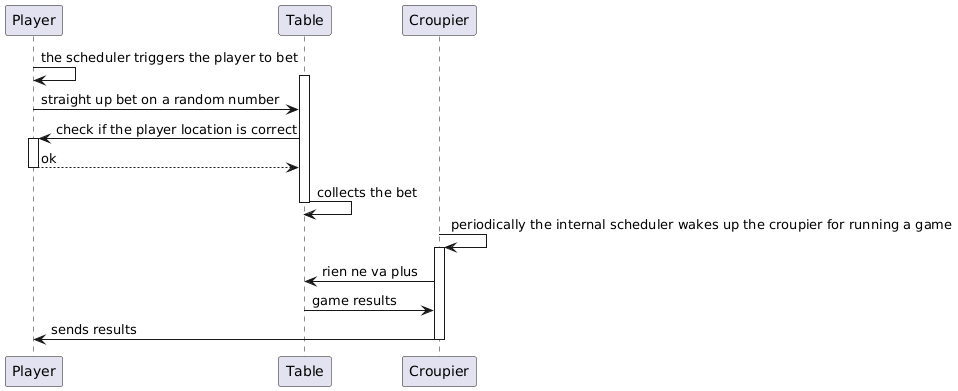 Player
Table
Croupier
the scheduler triggers the player to bet
straight up bet on a random number
check if the player location is correct
ok
collects the bet
periodically the internal scheduler wakes up the croupier for running a game
rien ne va plus
game results
sends results
Player
Table
Croupier